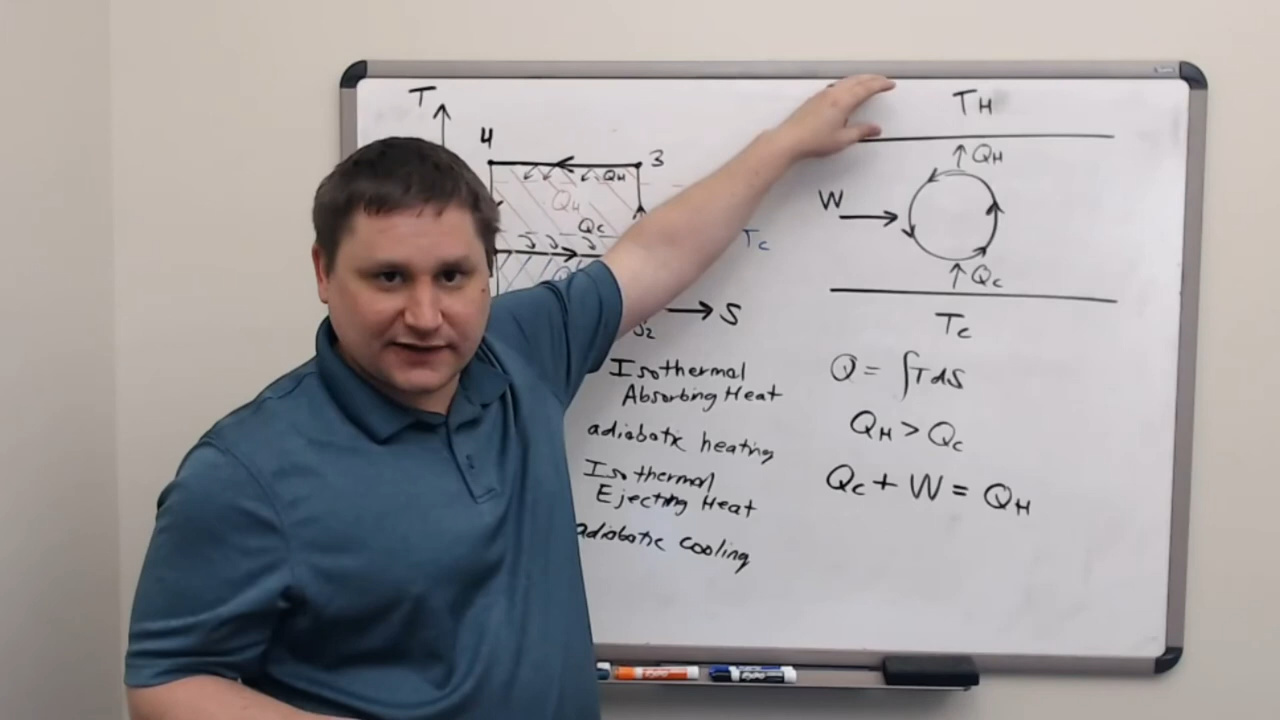 T
4
3
QH
QH
Qc
Tc
S2
S
Isothermal
Absorbing Heat
adiabatic heating
Isothermal
Ejecting Heat
adiabatic cooling
TH
QH
W
Qc
Tc
Q = ∫TdS
QH > Qc
Qc + W = QH